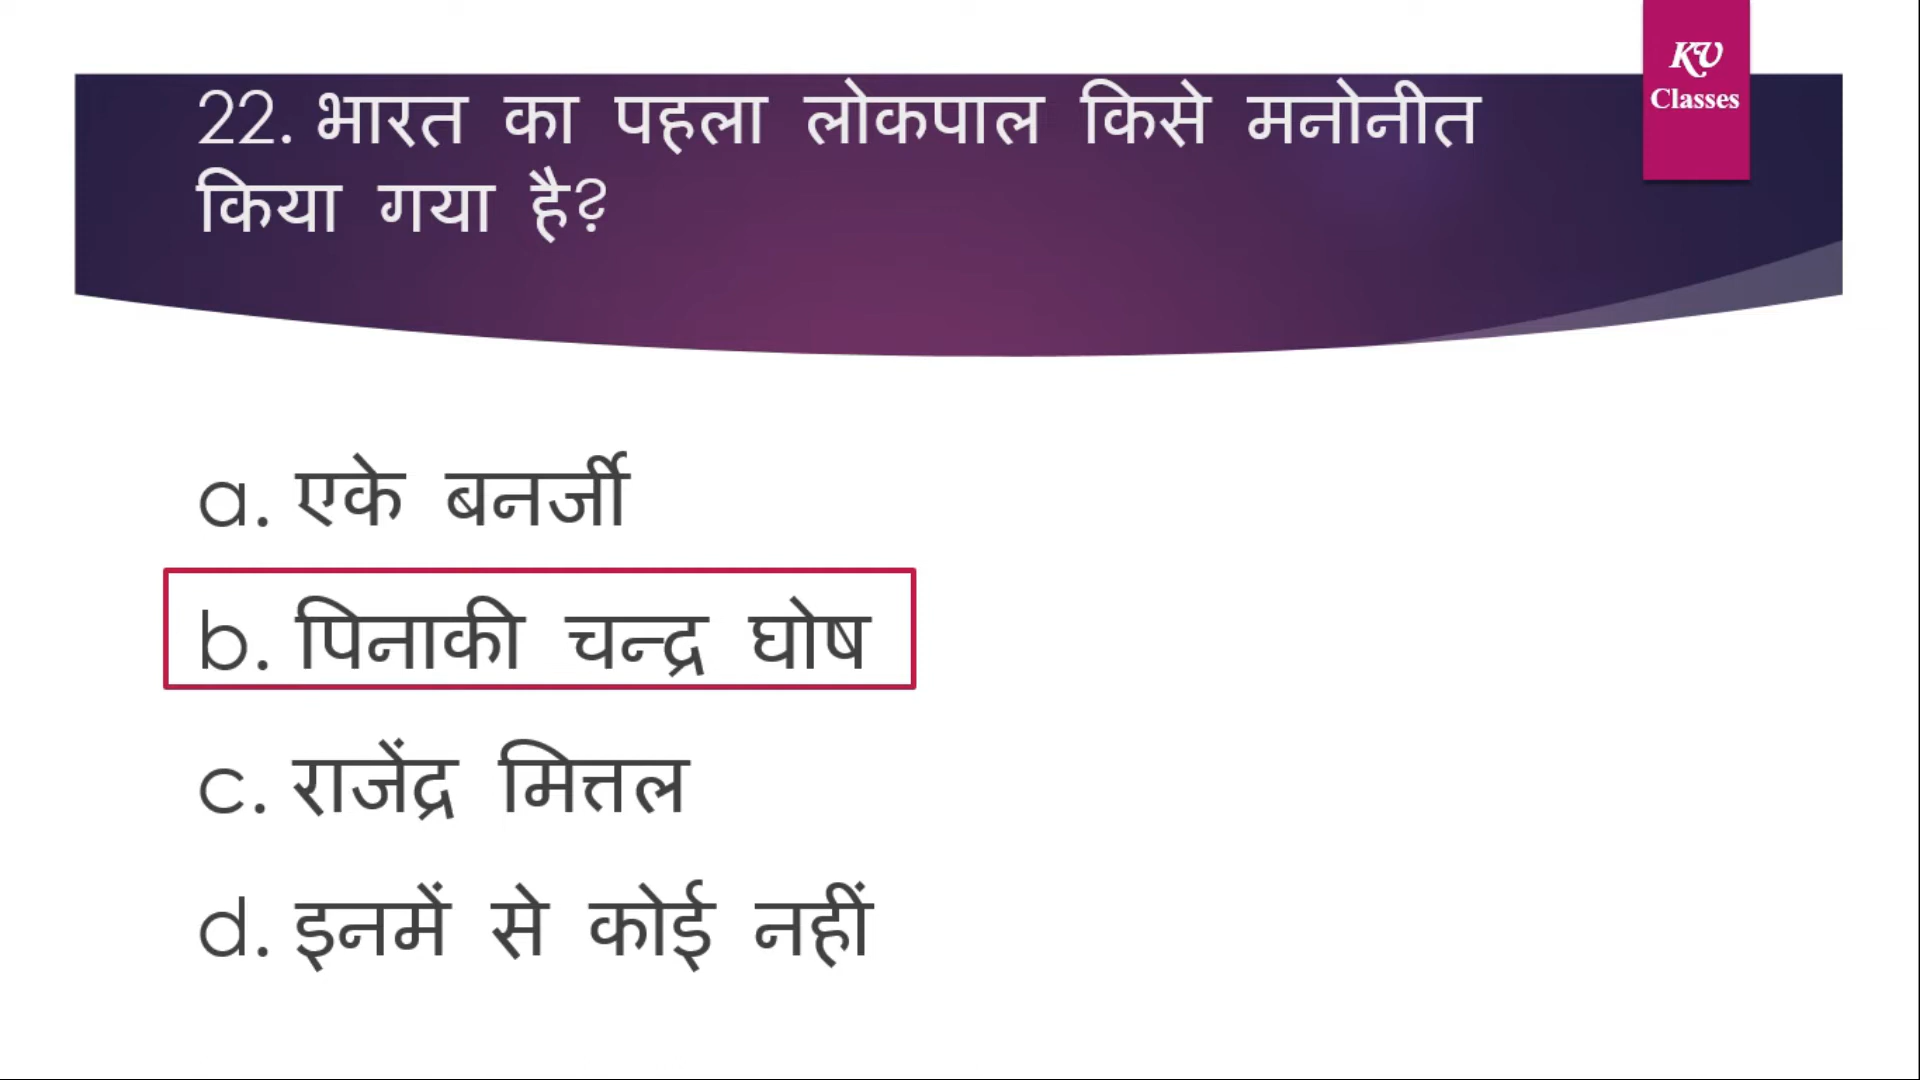 KV
Classes
22. भारत का पहला लोकपाल किसे मनोनीत
किया गया है?
a. एके बनर्जी
b. पिनाकी चन्द्र घोष
c. राजेंद्र मित्तल
d. इनमें से कोई नहीं